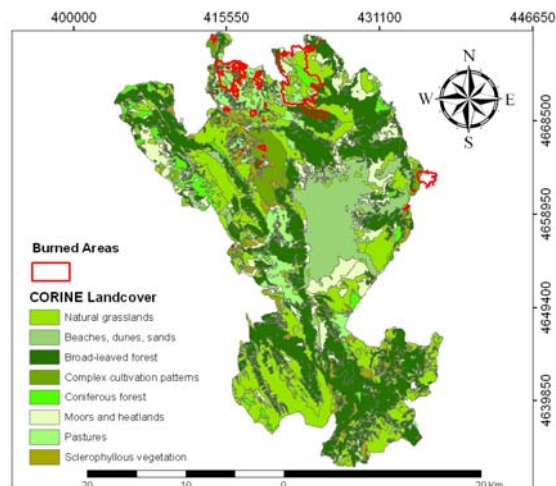 400000 415550 431100 446650
N
W E
S
4668500
4658950
4649400
4639850
Burned Areas
CORINE Landcover
Natural grasslands
Beaches, dunes, sands
Broad-leaved forest
Complex cultivation patterns
Coniferous forest
Moors and heatlands
Pastures
Sclerophyllous vegetation
20 10 0 20 Km